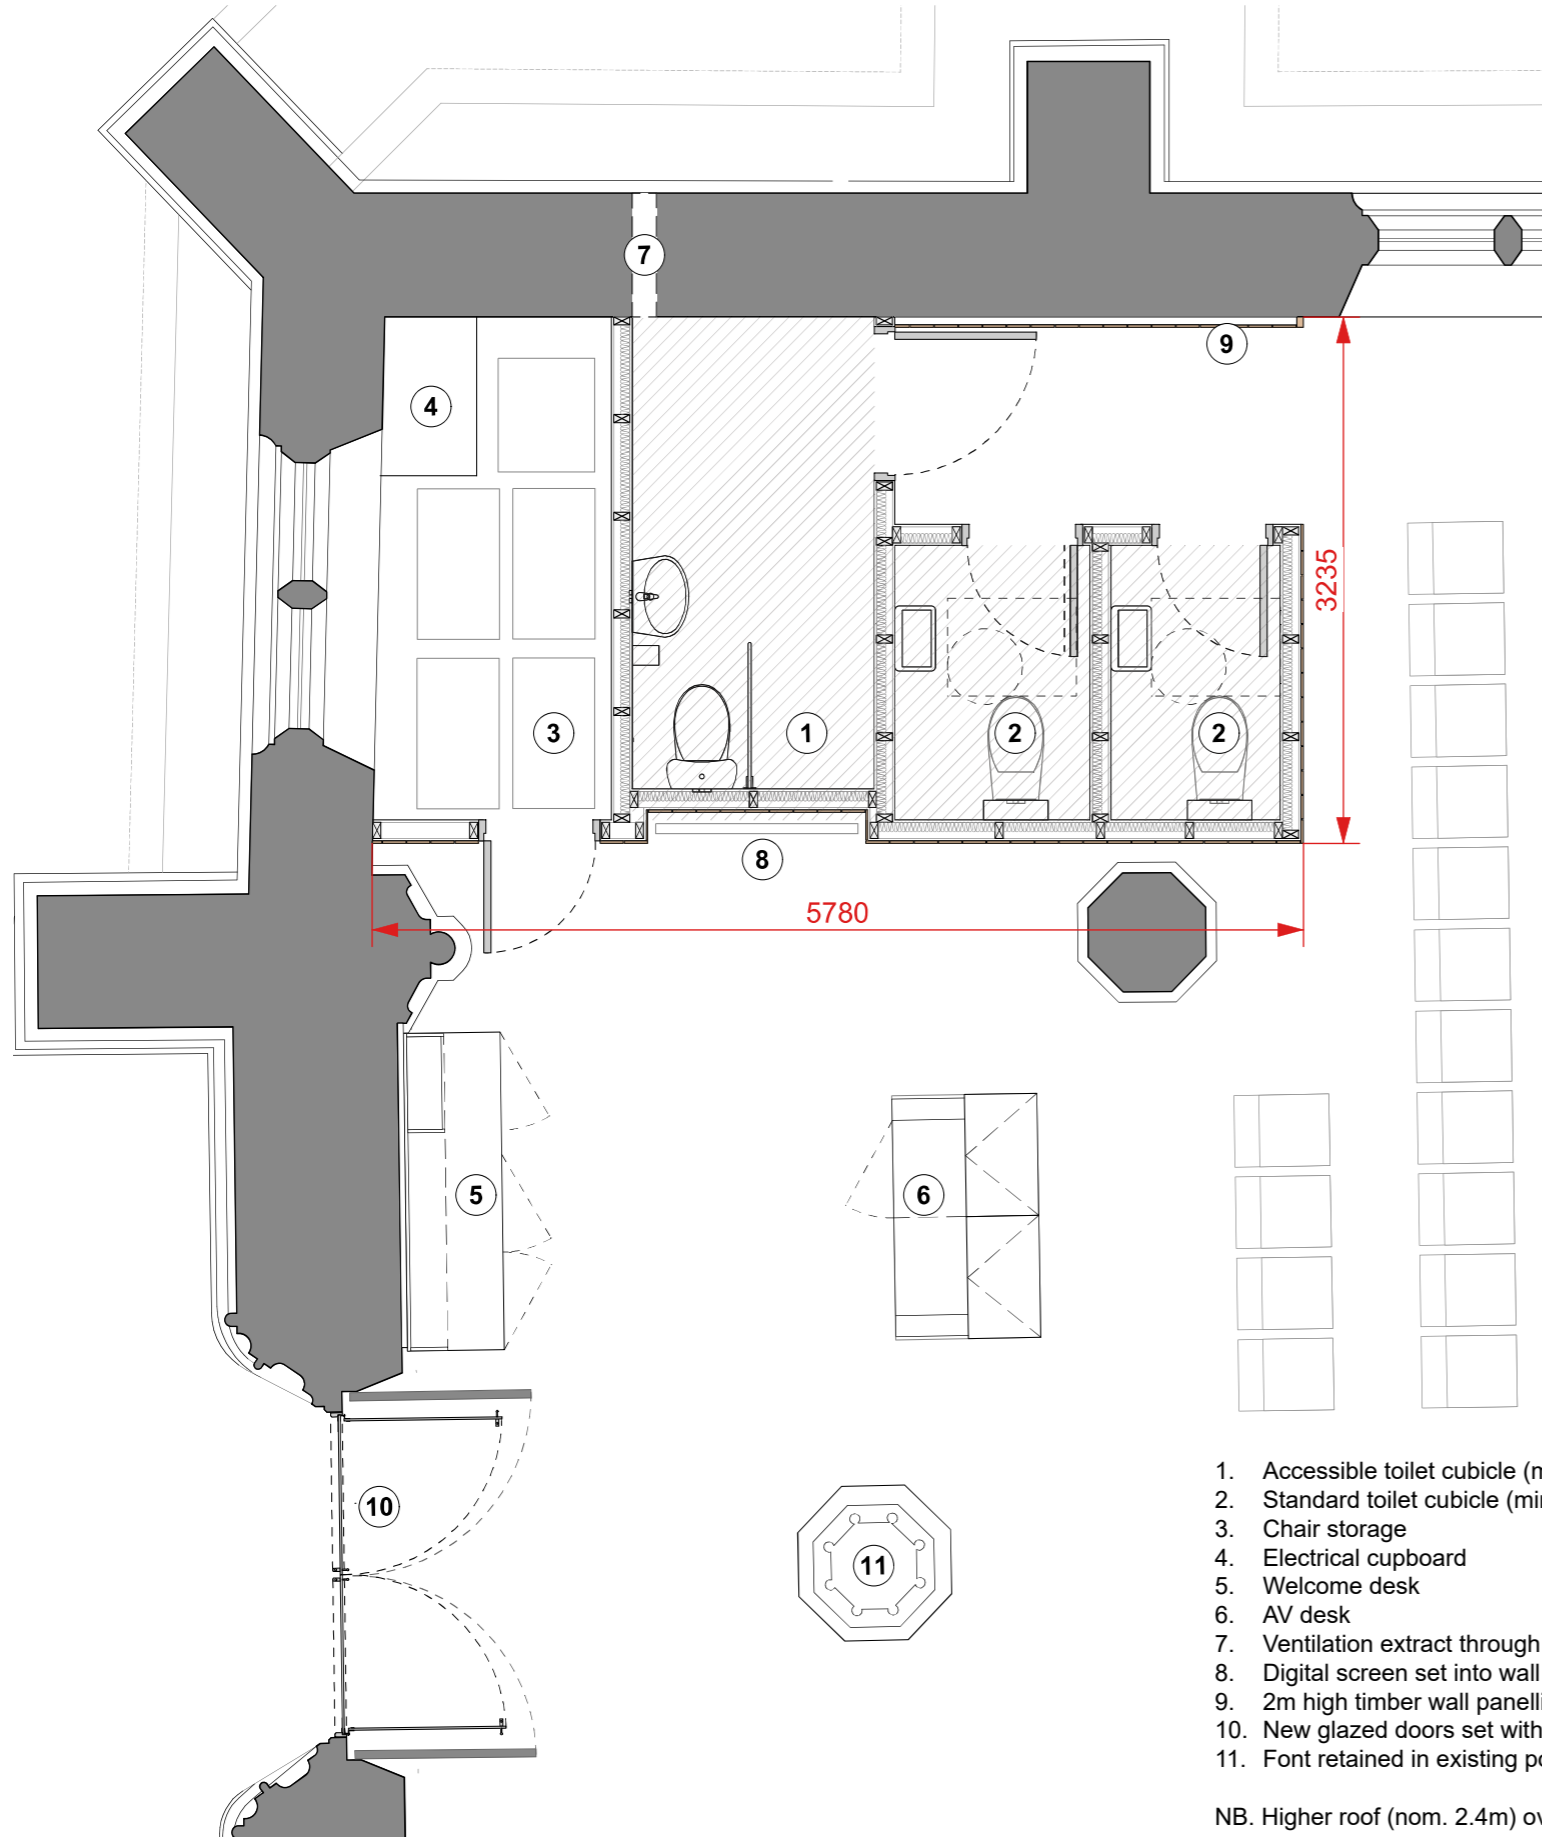 7
9
4
3235
3
1
2
2
8
5780
5
6
10
11
1. Accessible toilet cubicle
2. Standard toilet cubicle
3. Chair storage
4. Electrical cupboard
5. Welcome desk
6. AV desk
7. Ventilation extract through
8. Digital screen set into wall
9. 2m high timber wall
10. New glazed doors set
11. Font retained in existing
NB. Higher roof (nom. 2.4m)